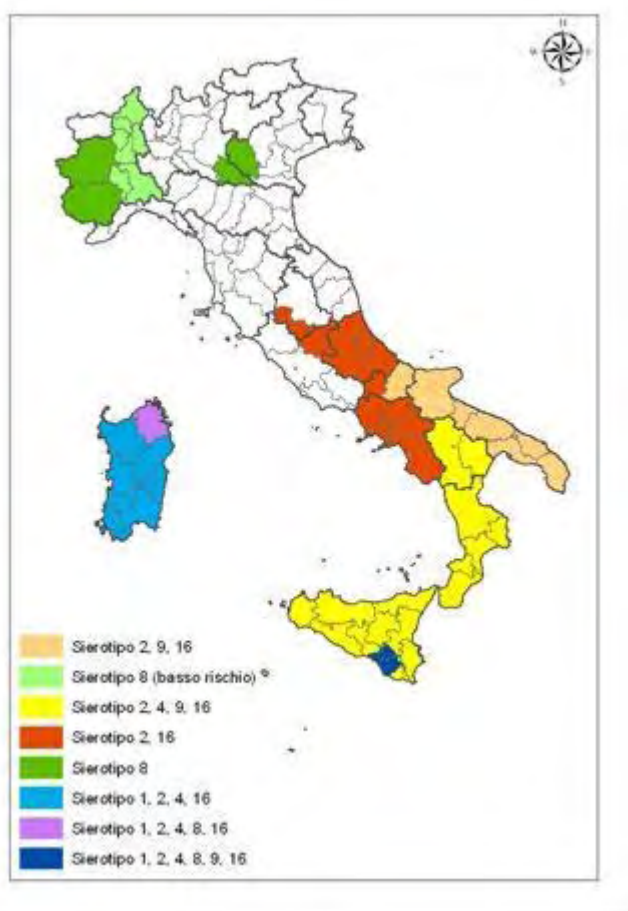 N
S
Sierotipo 2, 9, 16
Sierotipo 8 (basso rischio) °
Sierotipo 2, 4, 9, 16
Sierotipo 2, 16
Sierotipo 8
Sierotipo 1, 2, 4, 16
Sierotipo 1, 2, 4, 8, 16
Sierotipo 1, 2, 4, 8, 9, 16